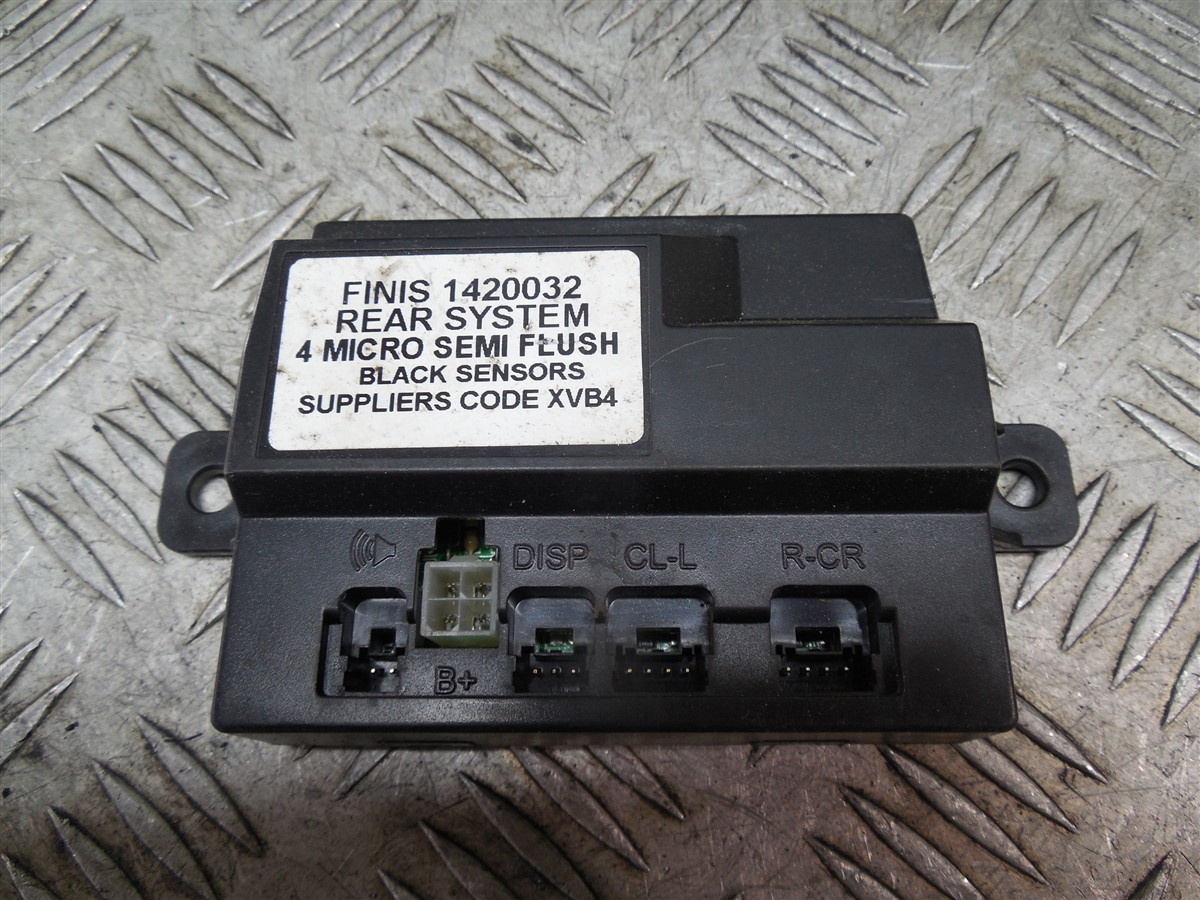 FINIS 1420032
REAR SYSTEM
4 MICRO SEMI FLUSH
BLACK SENSORS
SUPPLIERS CODE XVB4
DISP CL-L R-CR
B+